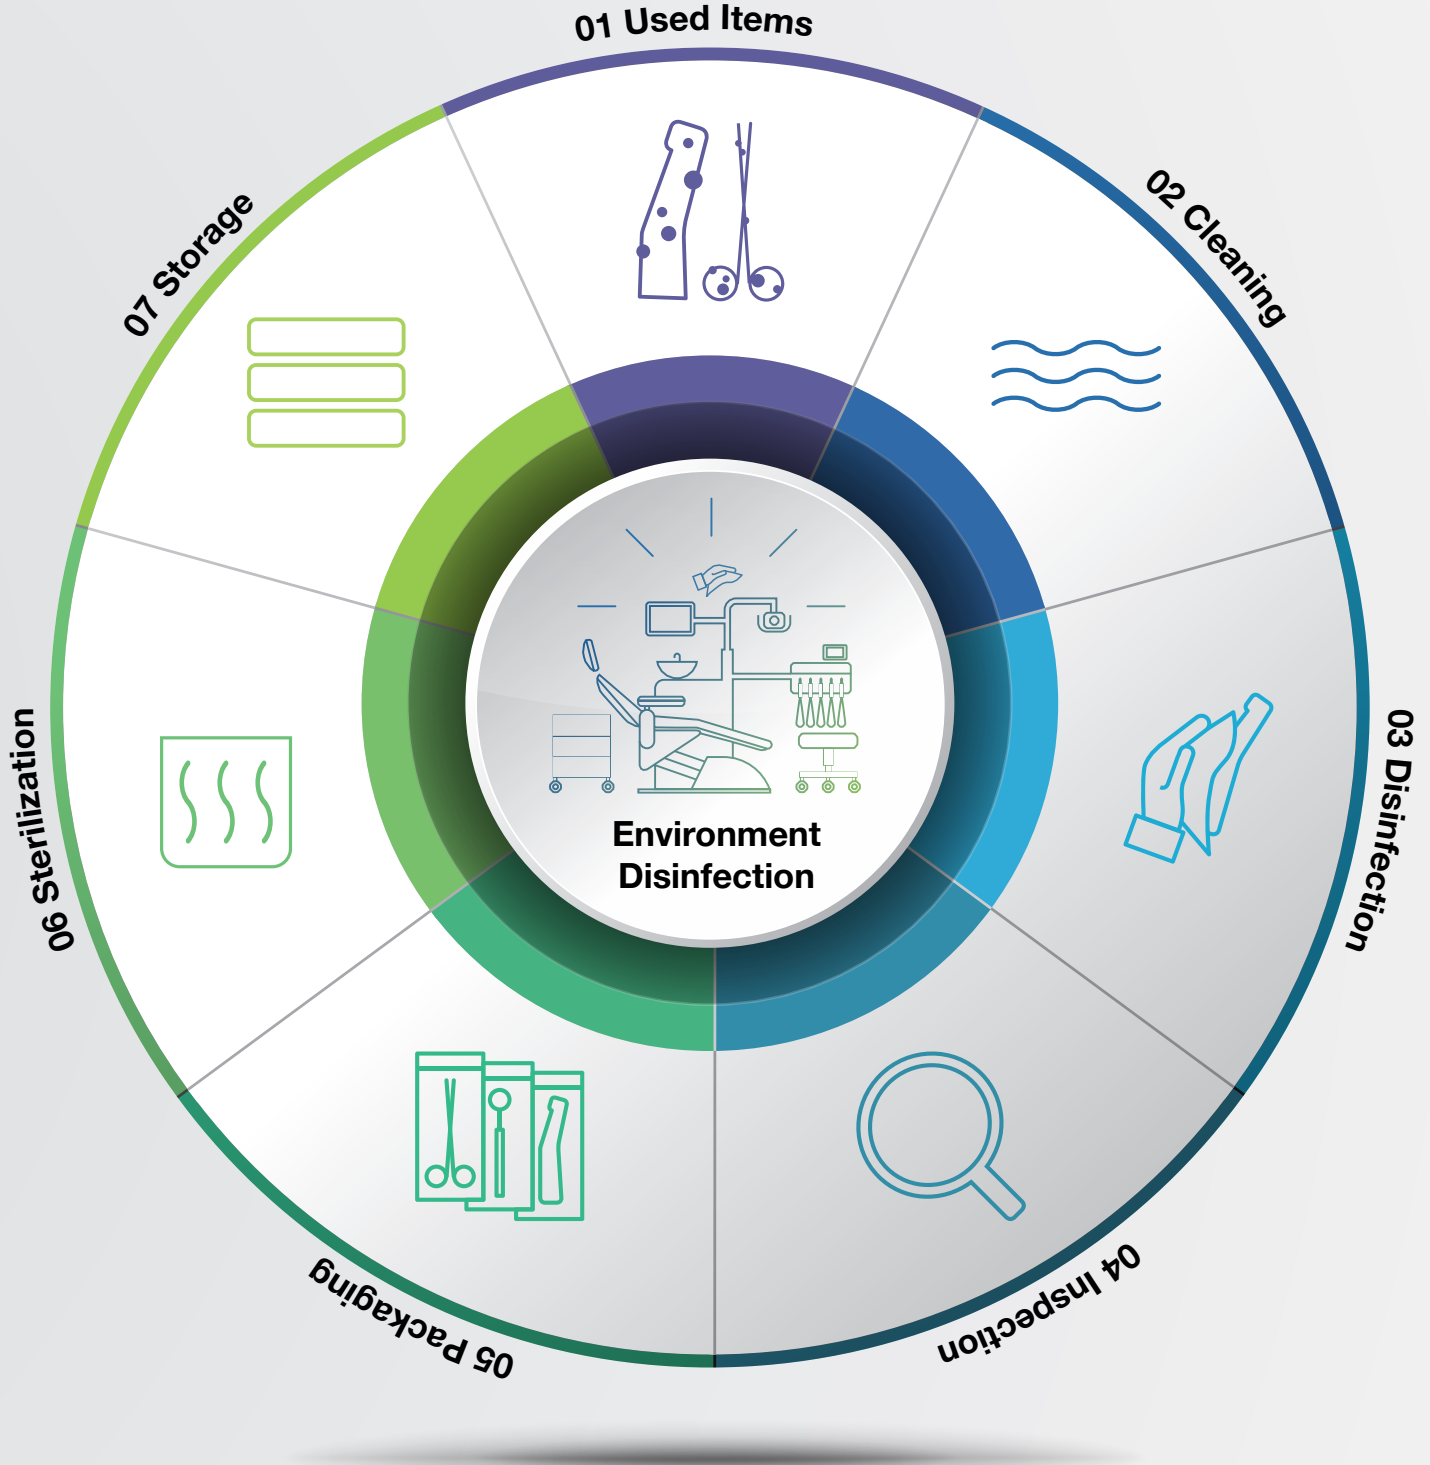 01 Used Items
02 Cleaning
03 Disinfection
04 Inspection
05 Packaging
06 Sterilization
07 Storage
Environment
Disinfection